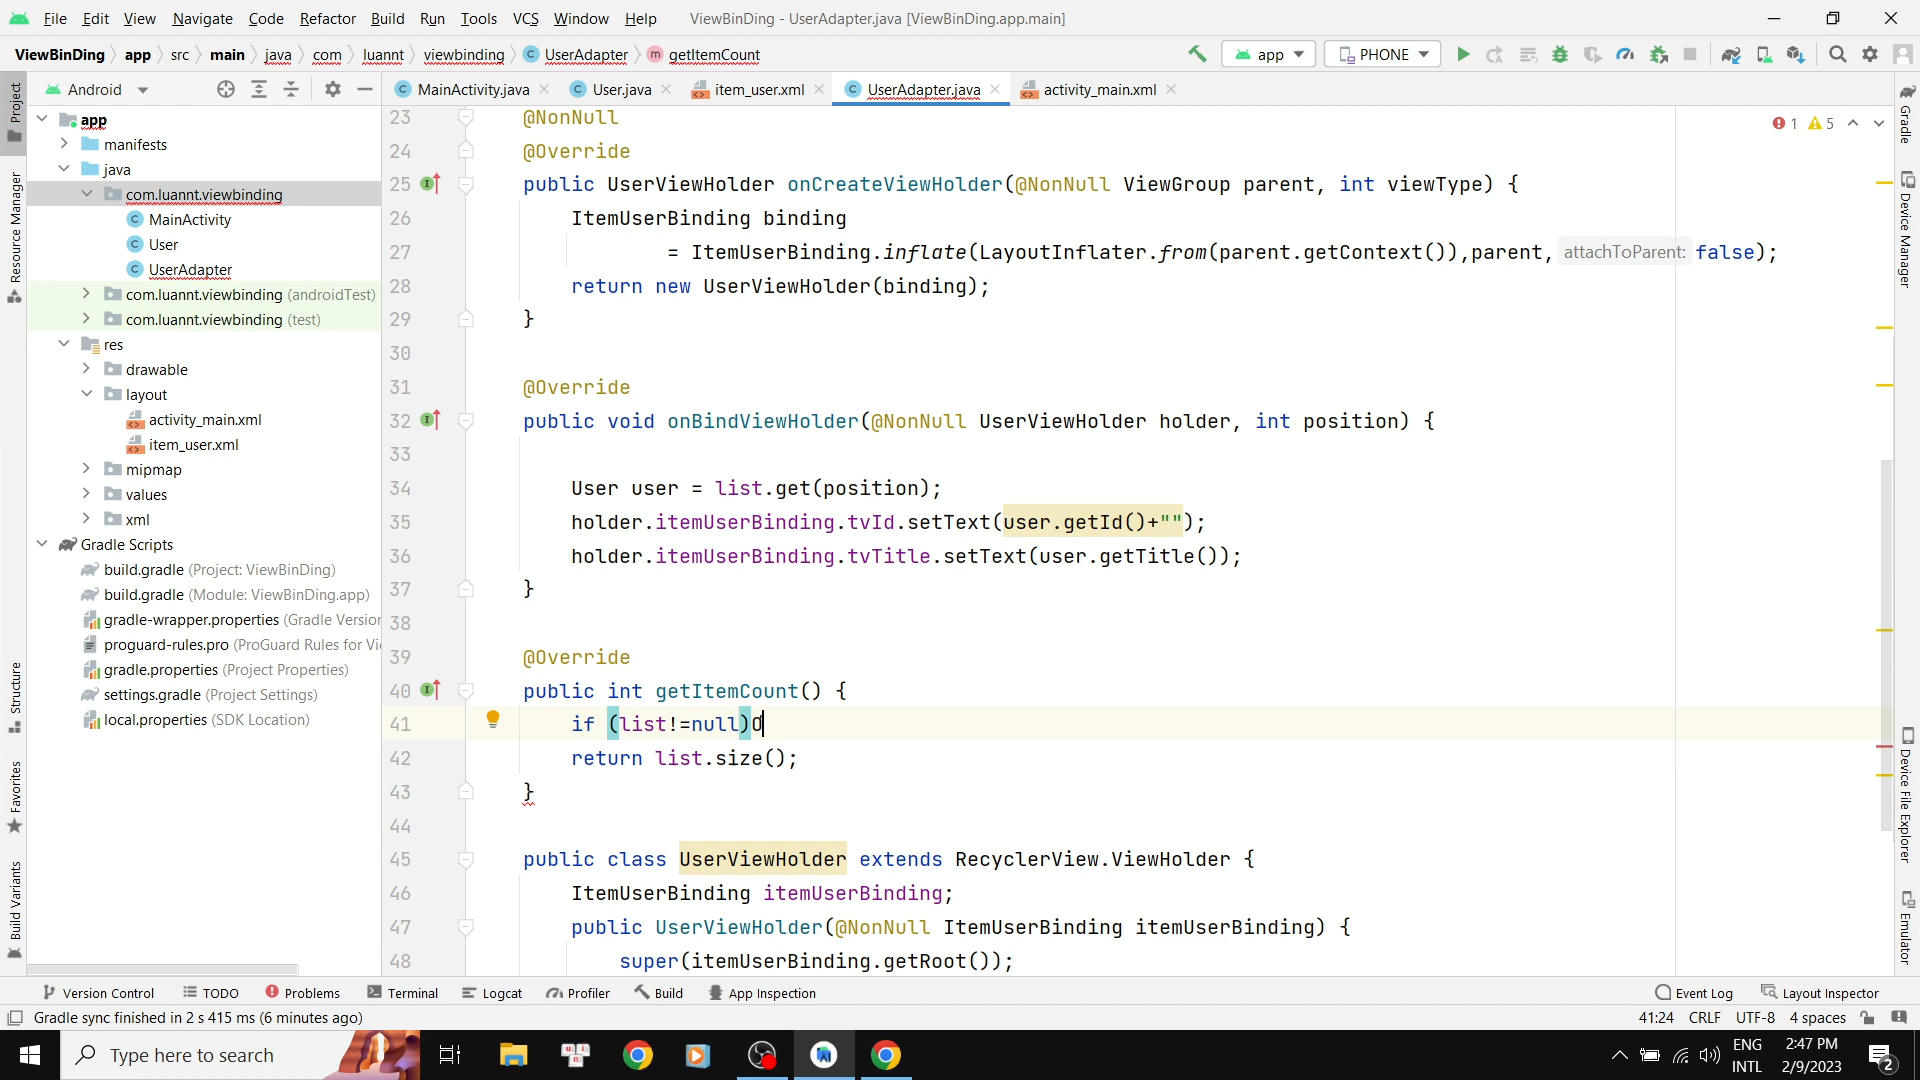 File Edit View Navigate Code Refactor Build Run Tools VCS Window Help ViewBinDing - UserAdapter.java [ViewBinDing.app.main]
ViewBinDing app src main java com luannt viewbinding UserAdapter getItemCount app PHONE
Android MainActivity.java User.java item_user.xml UserAdapter.java activity_main.xml
Project
Resource Manager
Structure
Favorites
Build Variants
app
manifests
java
com.luannt.viewbinding
MainActivity
User
UserAdapter
com.luannt.viewbinding (androidTest)
com.luannt.viewbinding (test)
res
drawable
layout
activity_main.xml
item_user.xml
mipmap
values
xml
Gradle Scripts
build.gradle (Project: ViewBinDing)
build.gradle (Module: ViewBinDing.app)
gradle-wrapper.properties (Gradle Version
proguard-rules.pro (ProGuard Rules for Vi
gradle.properties (Project Properties)
settings.gradle (Project Settings)
local.properties (SDK Location)
1 5
23 @NonNull
24 @Override
25 public UserViewHolder onCreateViewHolder(@NonNull ViewGroup parent, int viewType) {
26 ItemUserBinding binding
27 = ItemUserBinding.inflate(LayoutInflater.from(parent.getContext()),parent, attachToParent: false);
28 return new UserViewHolder(binding);
29 }
30
31 @Override
32 public void onBindViewHolder(@NonNull UserViewHolder holder, int position) {
33
34 User user = list.get(position);
35 holder.itemUserBinding.tvId.setText(user.getId()+"");
36 holder.itemUserBinding.tvTitle.setText(user.getTitle());
37 }
38
39 @Override
40 public int getItemCount() {
41 if (list!=null)
42 return list.size();
43 }
44
45 public class UserViewHolder extends RecyclerView.ViewHolder {
46 ItemUserBinding itemUserBinding;
47 public UserViewHolder(@NonNull ItemUserBinding itemUserBinding) {
48 super(itemUserBinding.getRoot());
Gradle
Device Manager
Device File Explorer
Emulator
Version Control TODO Problems Terminal Logcat Profiler Build App Inspection Event Log Layout Inspector
Gradle sync finished in 2 s 415 ms (6 minutes ago) 41:24 CRLF UTF-8 4 spaces
Type here to search
ENG
INTL
2:47 PM
2/9/2023
2